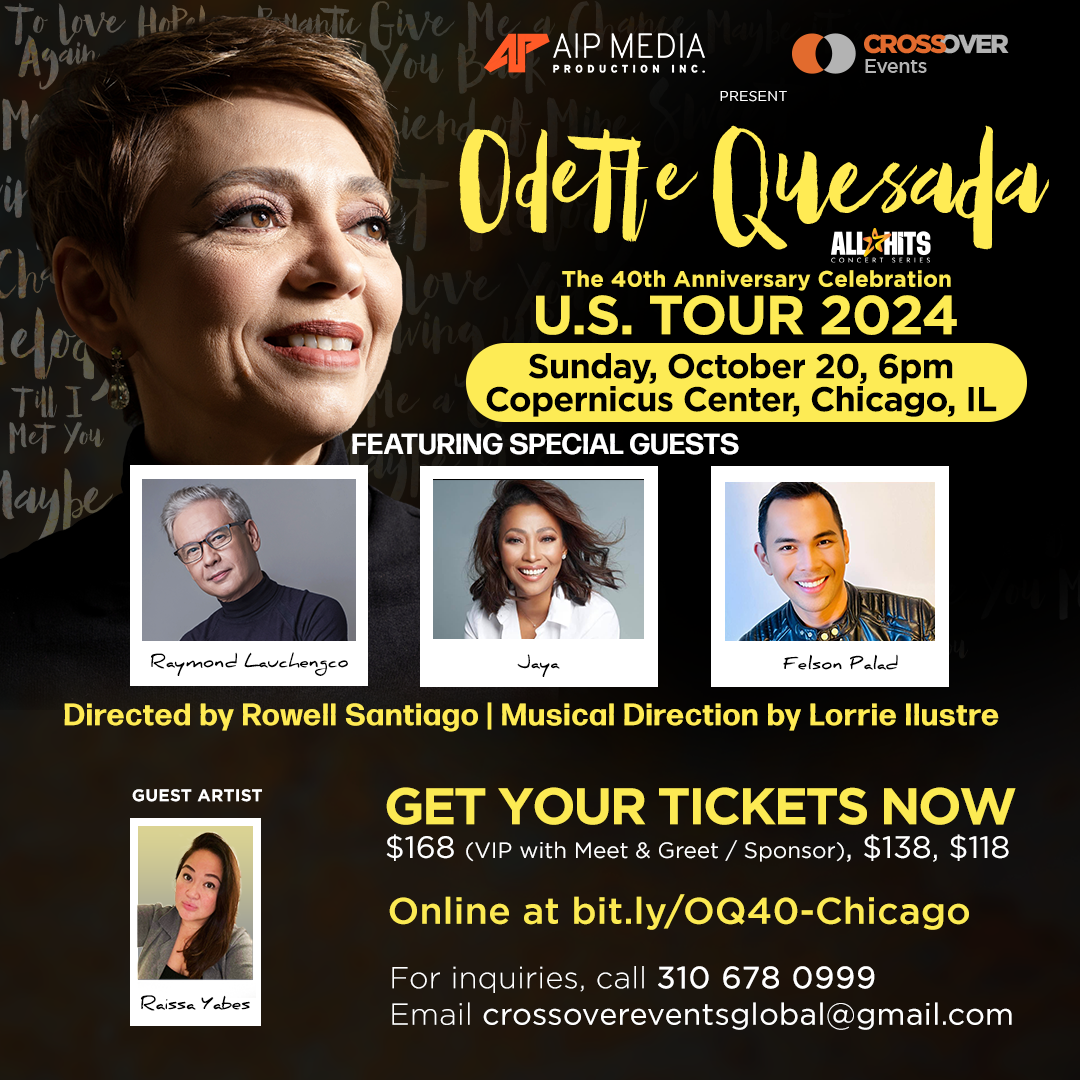 To Love
Again
Hope
Romantic
Give Me a Chance
Maybe
You Back
Friend of Mine
AIP MEDIA
PRODUCTION INC.
CROSSOVER
Events
PRESENT
Odette Quesada
ALL HITS
CONCERT SERIES
The 40th Anniversary Celebration
U.S. TOUR 2024
Sunday, October 20, 6pm
Copernicus Center, Chicago, IL
Till I
Met You
Maybe
FEATURING SPECIAL GUESTS
Raymond Lauchengco
Jaya
Felson Palad
Directed by Rowell Santiago | Musical Direction by Lorrie Ilustre
GUEST ARTIST
Raissa Yabes
GET YOUR TICKETS NOW
$168 (VIP with Meet & Greet / Sponsor), $138, $118
Online at bit.ly/OQ40-Chicago
For inquiries, call 310 678 0999
Email crossovereventsglobal@gmail.com